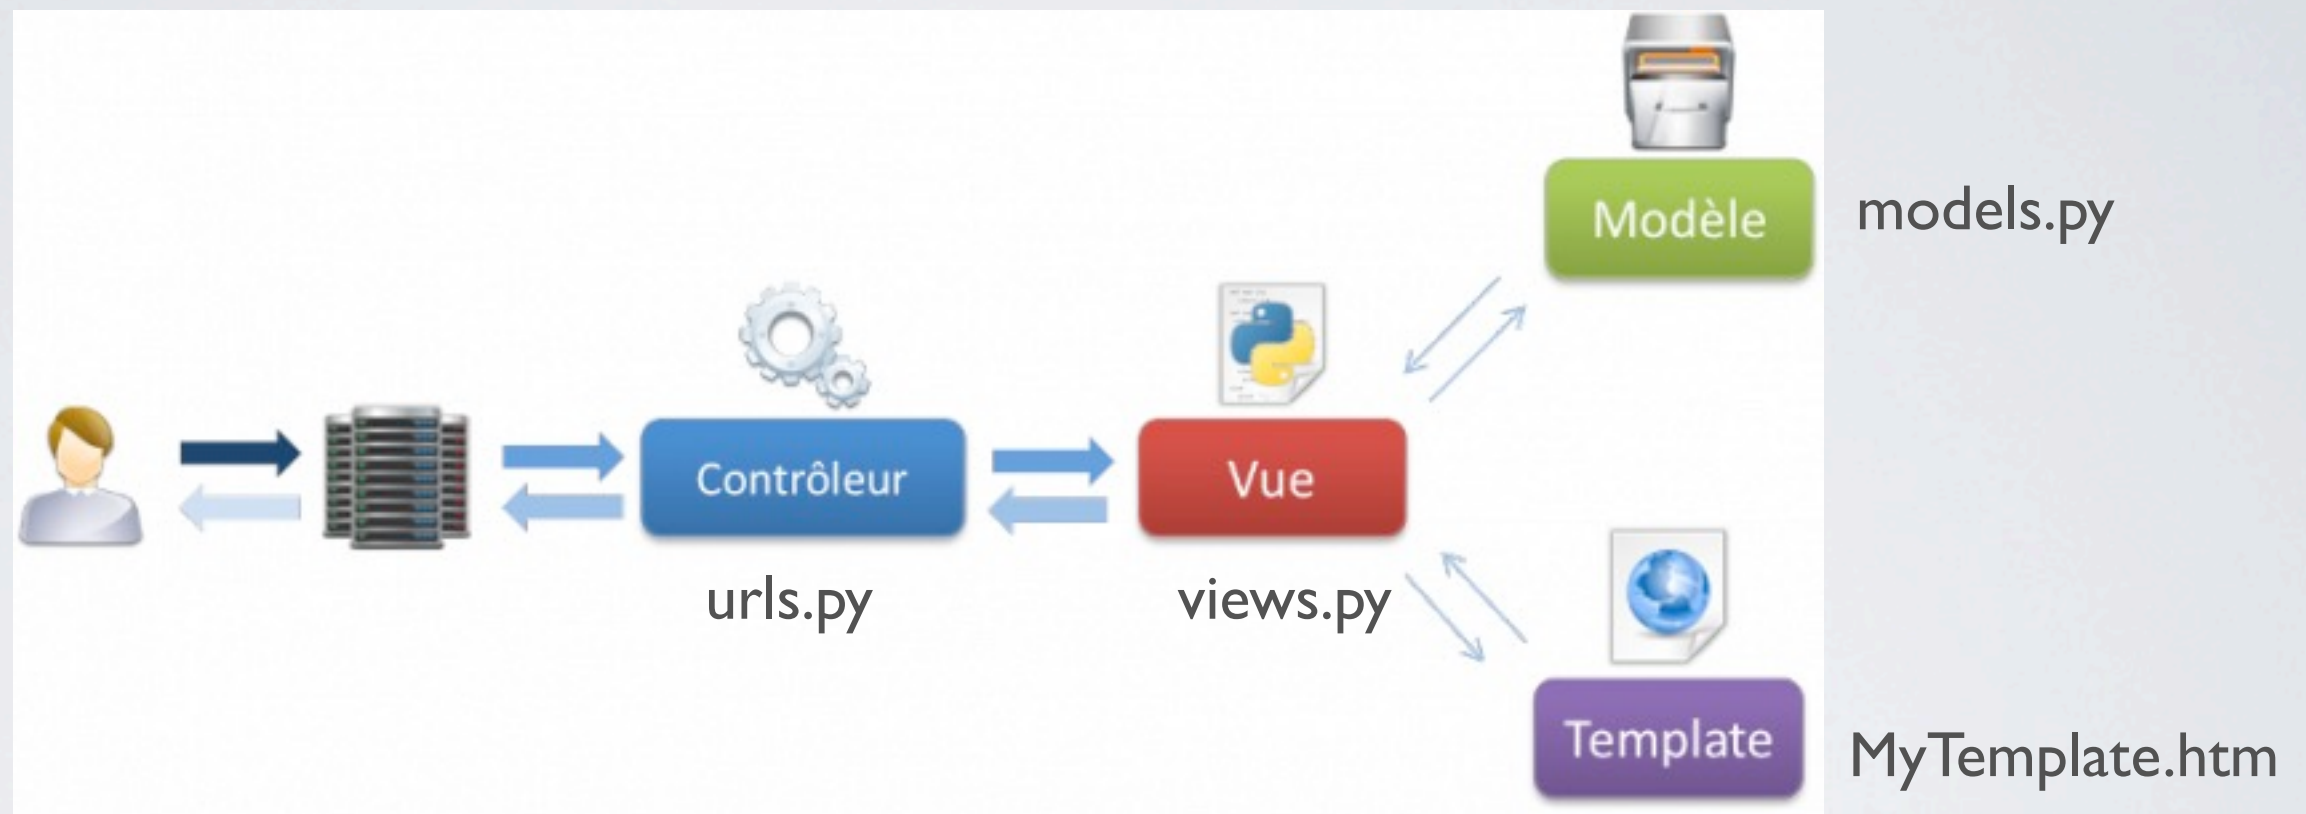 Modèle
models.py
Contrôleur
Vue
urls.py
views.py
Template
MyTemplate.htm